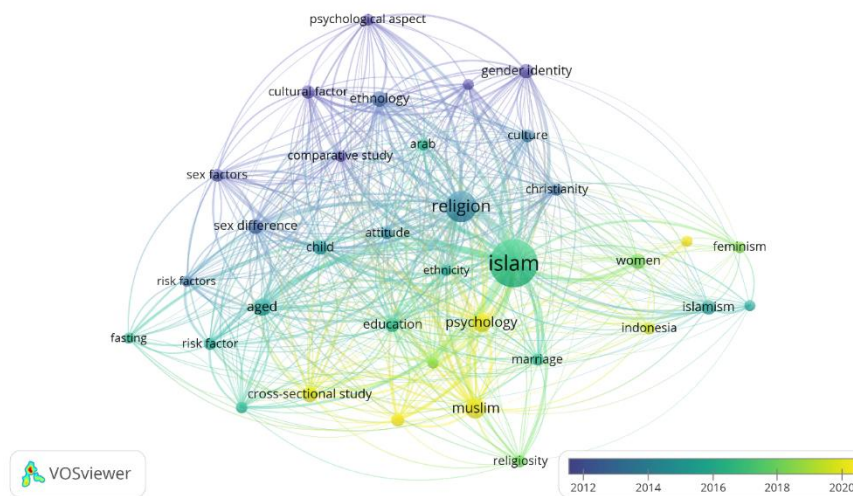 psychological aspect
gender identity
cultural factor
ethnology
culture
arab
comparative study
sex factors
christianity
religion
sex difference
attitude
child
feminism
women
islam
ethnicity
risk factors
aged
islamism
education
psychology
indonesia
fasting
risk factor
marriage
cross-sectional study
muslim
religiosity
VOSviewer
2012 2014 2016 2018 2020